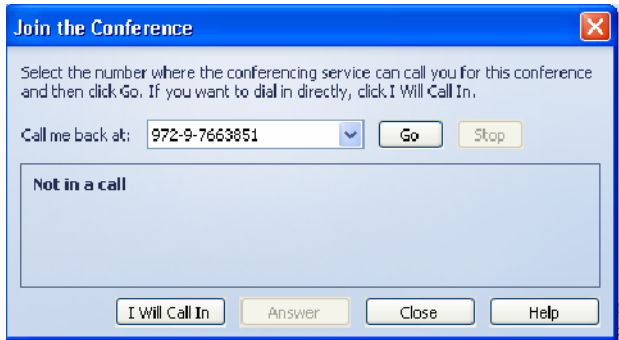 Join the Conference
Select the number where the conferencing service can call you for this conference
and then click Go. If you want to dial in directly, click I Will Call In.
Call me back at: 972-9-7663851 Go Stop
Not in a call
I Will Call In Answer Close Help